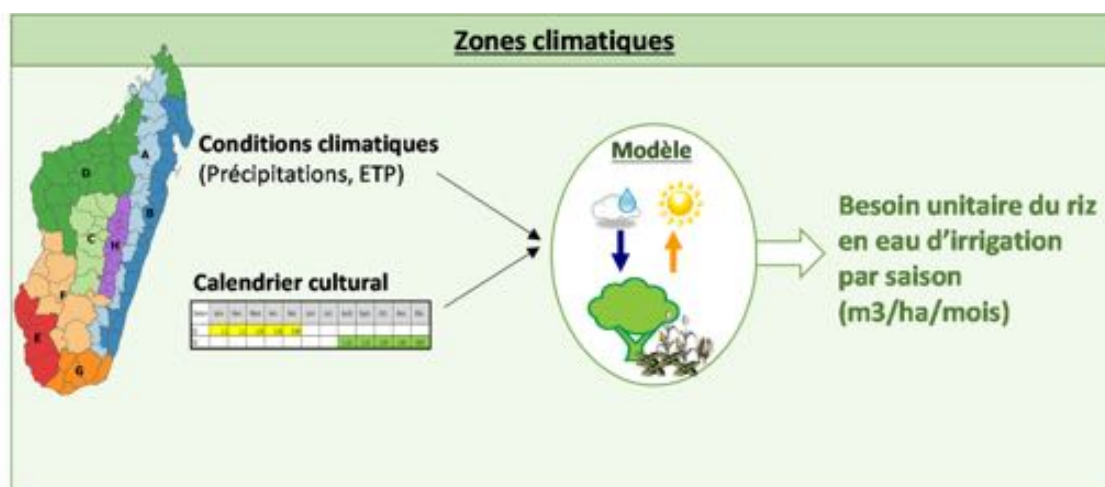 Zones climatiques
Conditions climatiques
(Précipitations, ETP)
Calendrier cultural
Modèle
Besoin unitaire du riz
en eau d'irrigation
par saison
(m3/ha/mois)
A
D
B
C
H
F
E
G